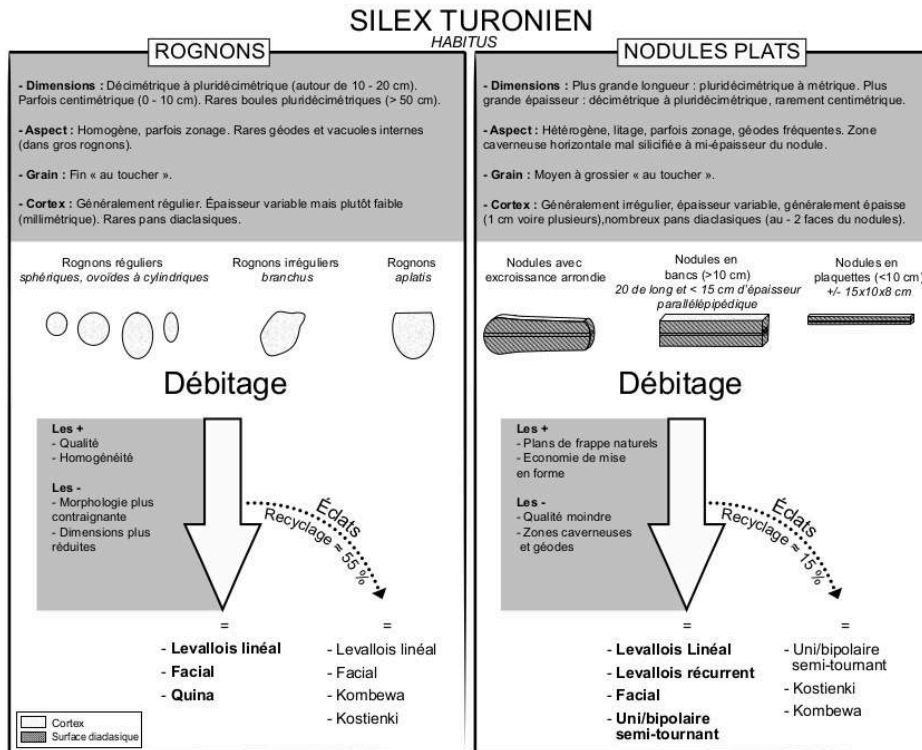 SILEX TURONIEN
HABITUS
ROGNONS
- Dimensions : Décimétrique à pluridécimétrique (autour de 10 - 20 cm).
Parfois centimétrique (0 - 10 cm). Rares boules pluridécimétriques (> 50 cm).
- Aspect : Homogène, parfois zonage. Rares géodes et vacuoles internes
(dans gros rognons).
- Grain : Fin « au toucher ».
- Cortex : Généralement régulier. Épaisseur variable mais plutôt faible
(millimétrique). Rares pans diaclasiques.
Rognons réguliers
sphériques, ovoïdes à cylindriques
Rognons irréguliers
branchus
Rognons
aplatis
Débitage
Les +
- Qualité
- Homogénéité
Les -
- Morphologie plus
contraignante
- Dimensions plus
réduites
Éclats
Recyclage ≈ 55 %
=
- Levallois linéal
- Facial
- Quina
=
- Levallois linéal
- Facial
- Kombewa
- Kostienki
Cortex
Surface diaclasique
NODULES PLATS
- Dimensions : Plus grande longueur : pluridécimétrique à métrique. Plus
grande épaisseur : décimétrique à pluridécimétrique, rarement centimétrique.
- Aspect : Hétérogène, litage, parfois zonage, géodes fréquentes. Zone
caverneuse horizontale mal silicifiée à mi-épaisseur du nodule.
- Grain : Moyen à grossier « au toucher ».
- Cortex : Généralement irrégulier, épaisseur variable, généralement épaisse
(1 cm voire plusieurs),nombreux pans diaclasiques (au - 2 faces du nodules).
Nodules avec
excroissance arrondie
Nodules en
bancs (>10 cm)
20 de long et < 15 cm d'épaisseur
parallélépipédique
Nodules en
plaquettes (<10 cm)
+/- 15x10x8 cm
Débitage
Les +
- Plans de frappe naturels
- Economie de mise
en forme
Les -
- Qualité moindre
- Zones caverneuses
et géodes
Éclats
Recyclage ≈ 15 %
=
- Levallois Linéal
- Levallois récurrent
- Facial
- Uni/bipolaire
semi-tournant
=
- Uni/bipolaire
semi-tournant
- Kostienki
- Kombewa